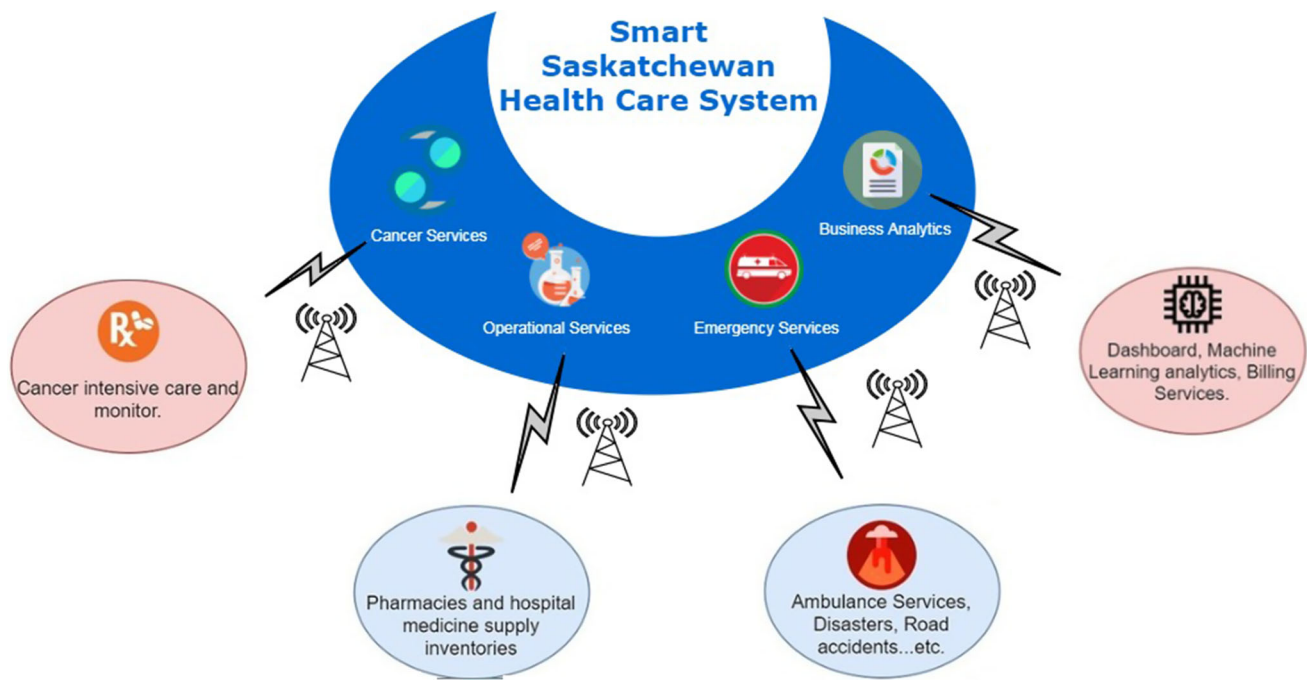 Smart
Saskatchewan
Health Care System
Cancer Services
Operational Services
Emergency Services
Business Analytics
Rx
Cancer intensive care and
monitor.
Pharmacies and hospital
medicine supply
inventories
Ambulance Services,
Disasters, Road
accidents...etc.
Dashboard, Machine
Learning analytics, Billing
Services.